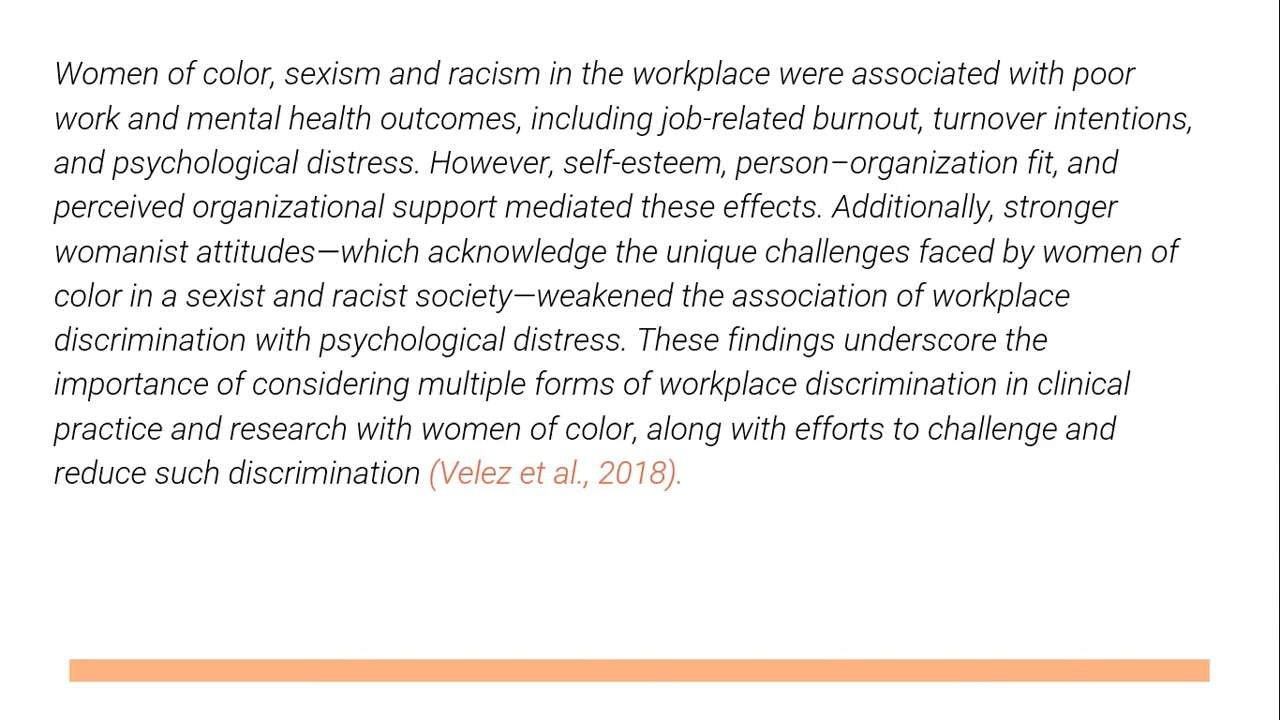 Women of color, sexism and racism in the workplace were associated with poor
work and mental health outcomes, including job-related burnout, turnover intentions,
and psychological distress. However, self-esteem, person–organization fit, and
perceived organizational support mediated these effects. Additionally, stronger
womanist attitudes—which acknowledge the unique challenges faced by women of
color in a sexist and racist society—weakened the association of workplace
discrimination with psychological distress. These findings underscore the
importance of considering multiple forms of workplace discrimination in clinical
practice and research with women of color, along with efforts to challenge and
reduce such discrimination (Velez et al., 2018).